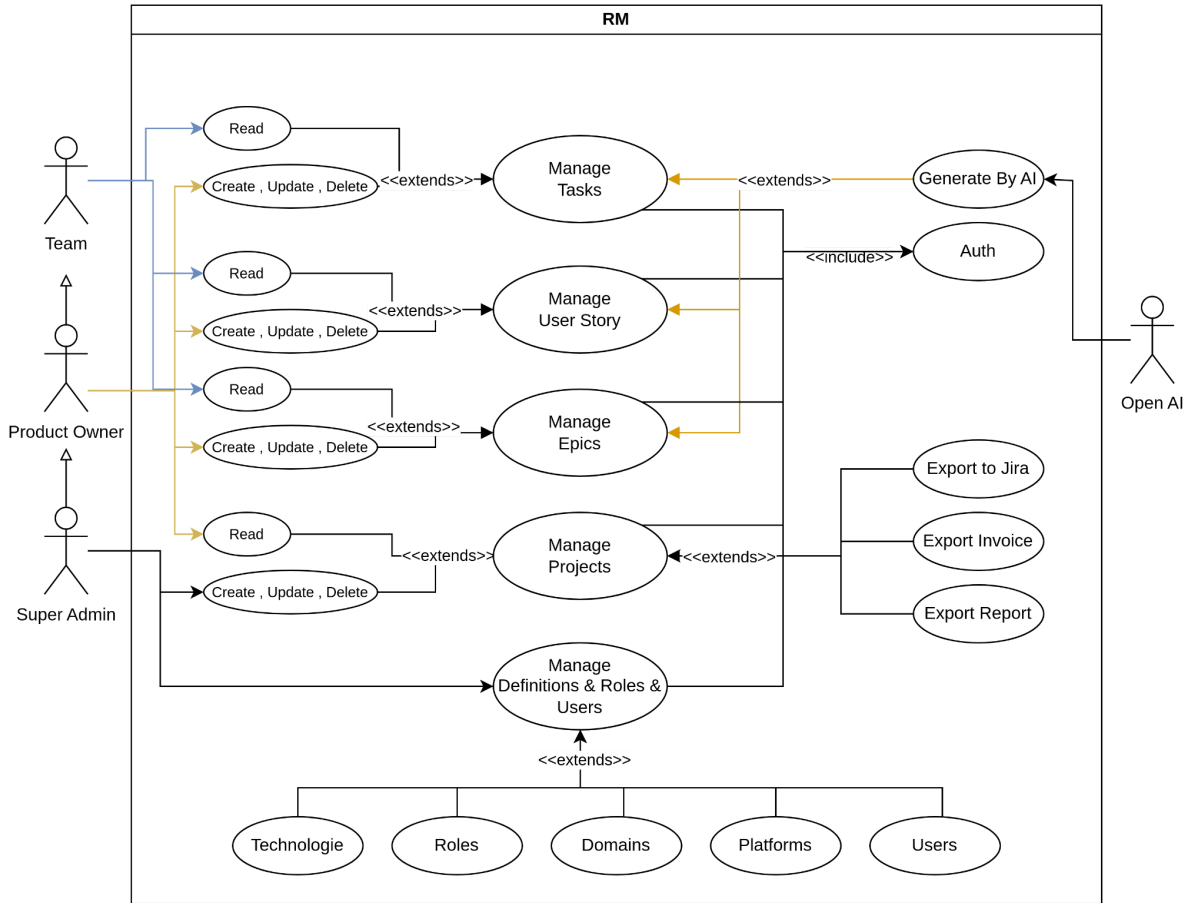 RM
Read
Team
Create , Update , Delete
<<extends>>
Manage
Tasks
<<extends>>
Generate By AI
Auth
<<include>>
Read
Create , Update , Delete
<<extends>>
Manage
User Story
Product Owner
Read
Create , Update , Delete
<<extends>>
Manage
Epics
Open AI
Super Admin
Read
Create , Update , Delete
<<extends>>
Manage
Projects
<<extends>>
Export to Jira
Export Invoice
Export Report
Manage
Definitions & Roles &
Users
<<extends>>
Technologie
Roles
Domains
Platforms
Users